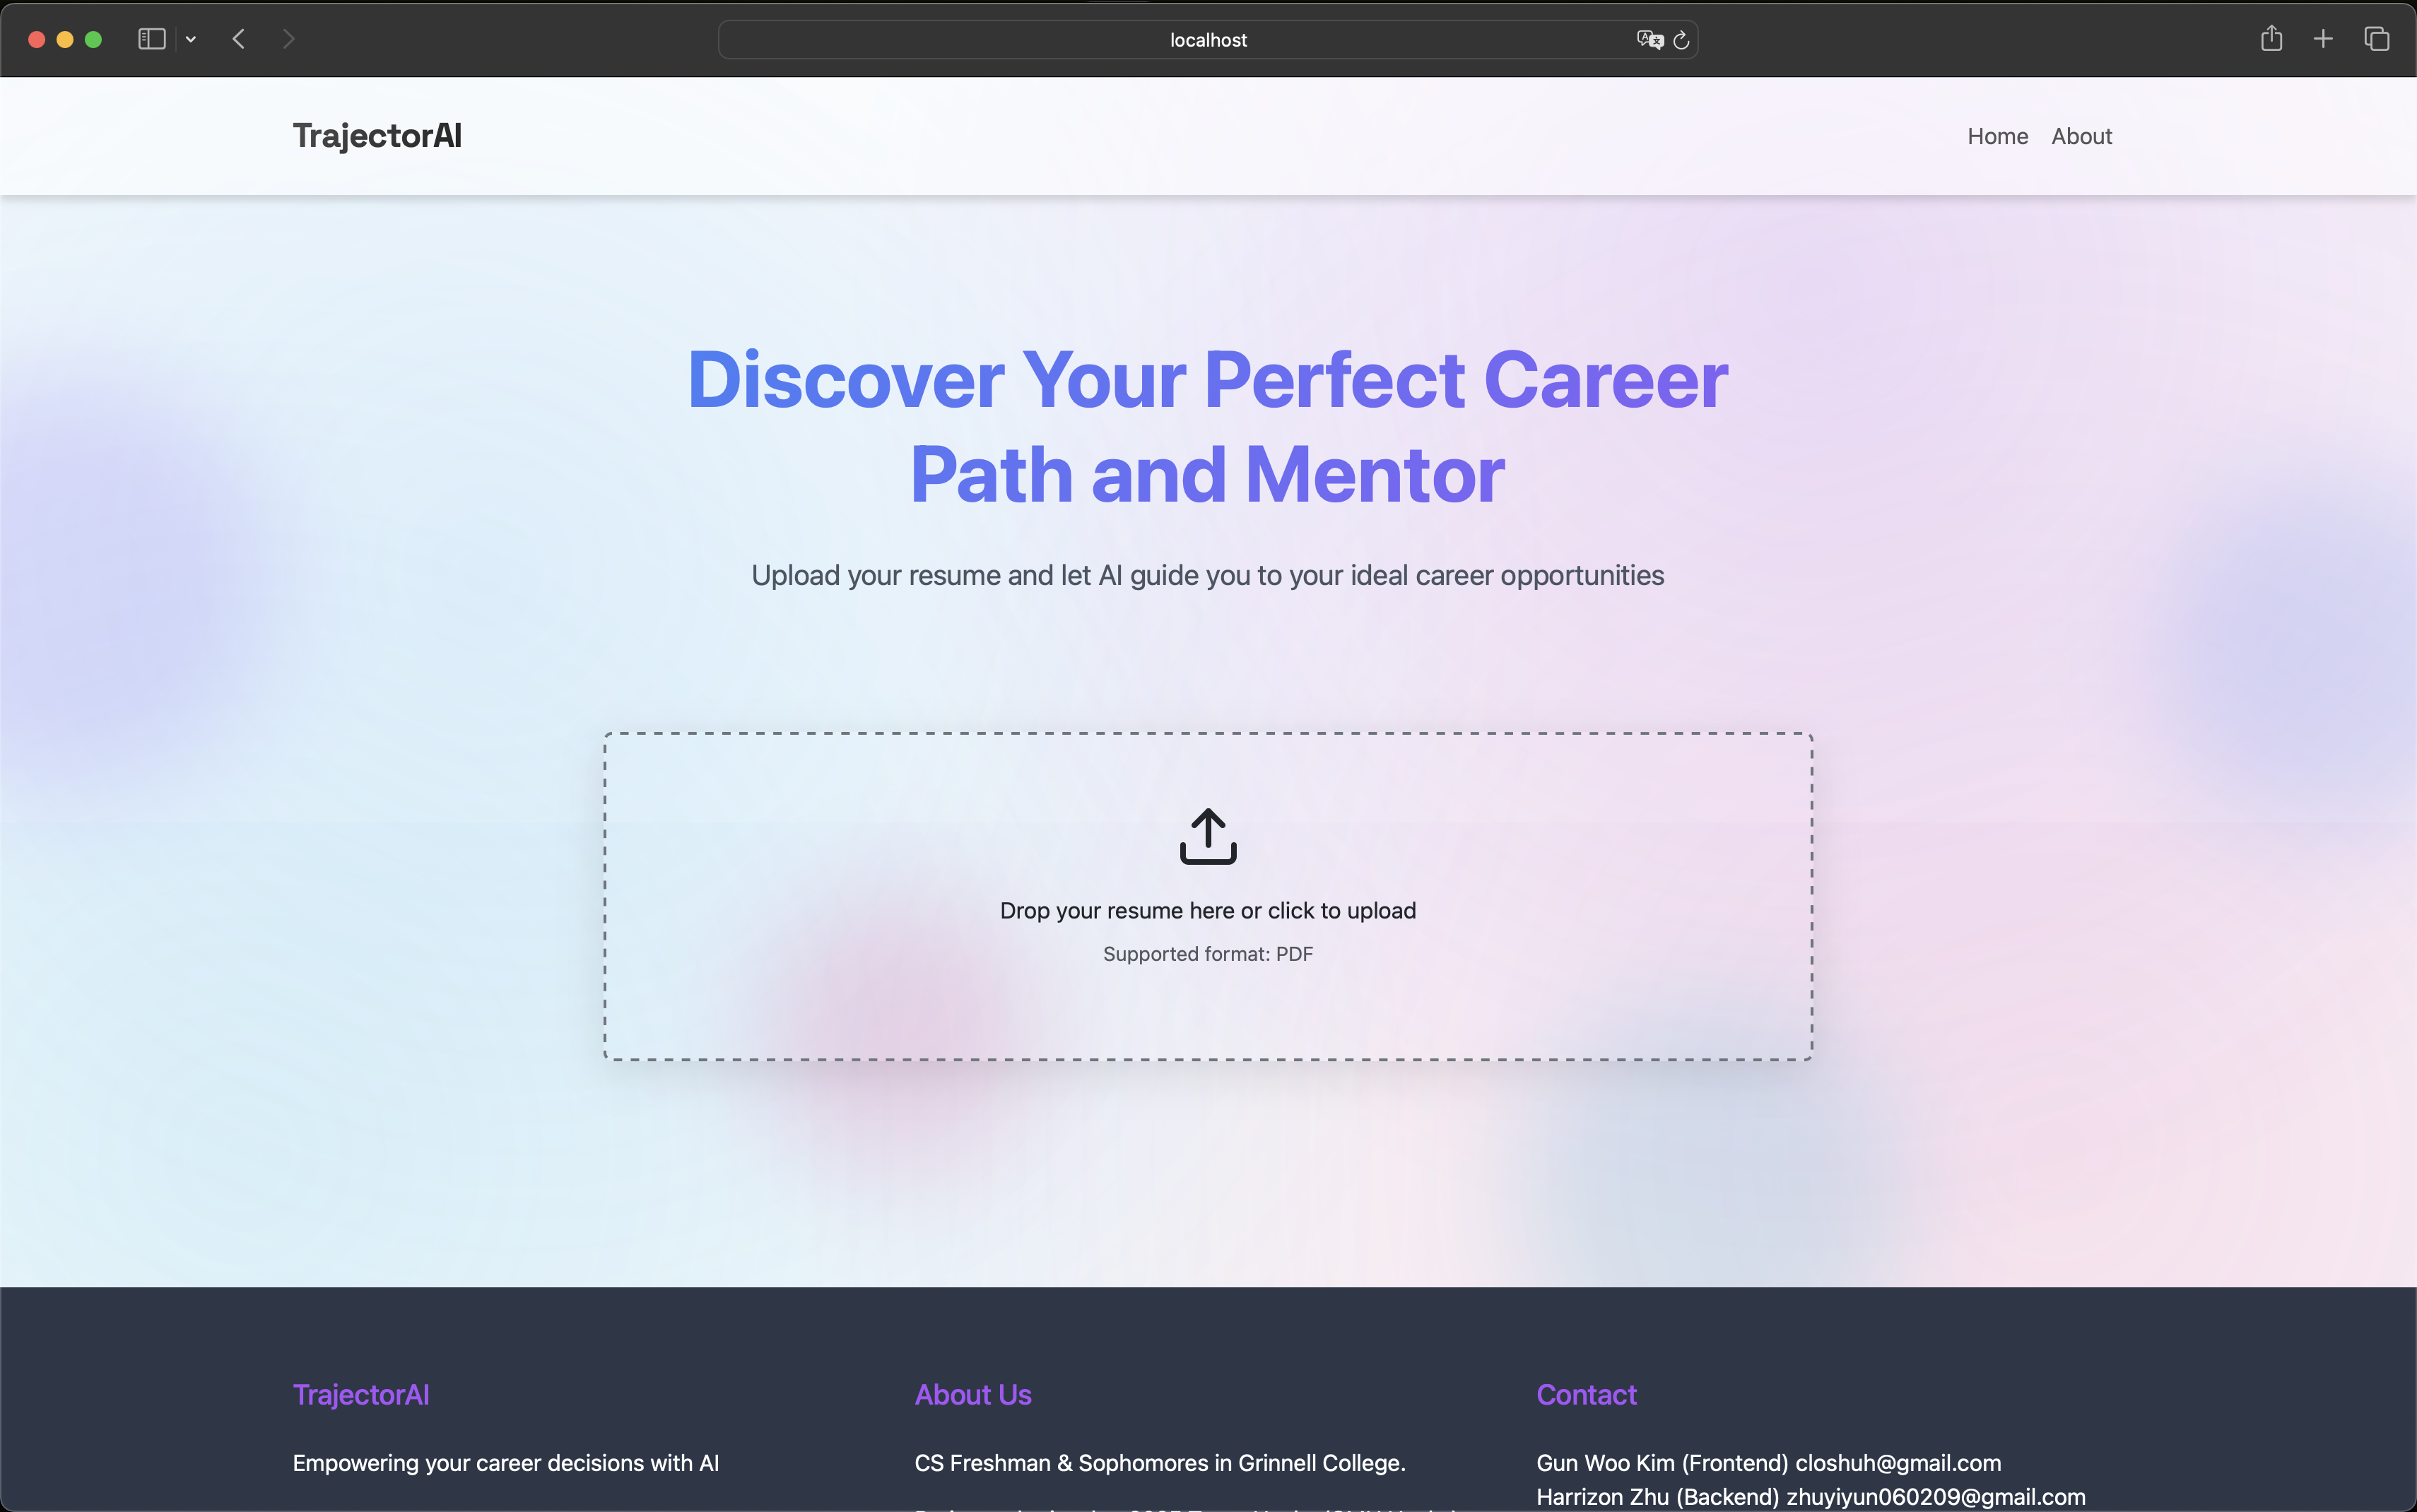 localhost
TrajectorAI
Home About
Discover Your Perfect Career
Path and Mentor
Upload your resume and let AI guide you to your ideal career opportunities
Drop your resume here or click to upload
Supported format: PDF
TrajectorAI
Empowering your career decisions with AI
About Us
CS Freshman & Sophomores in Grinnell College.
Contact
Gun Woo Kim (Frontend) closhuh@gmail.com
Harrizon Zhu (Backend) zhuyiyun060209@gmail.com